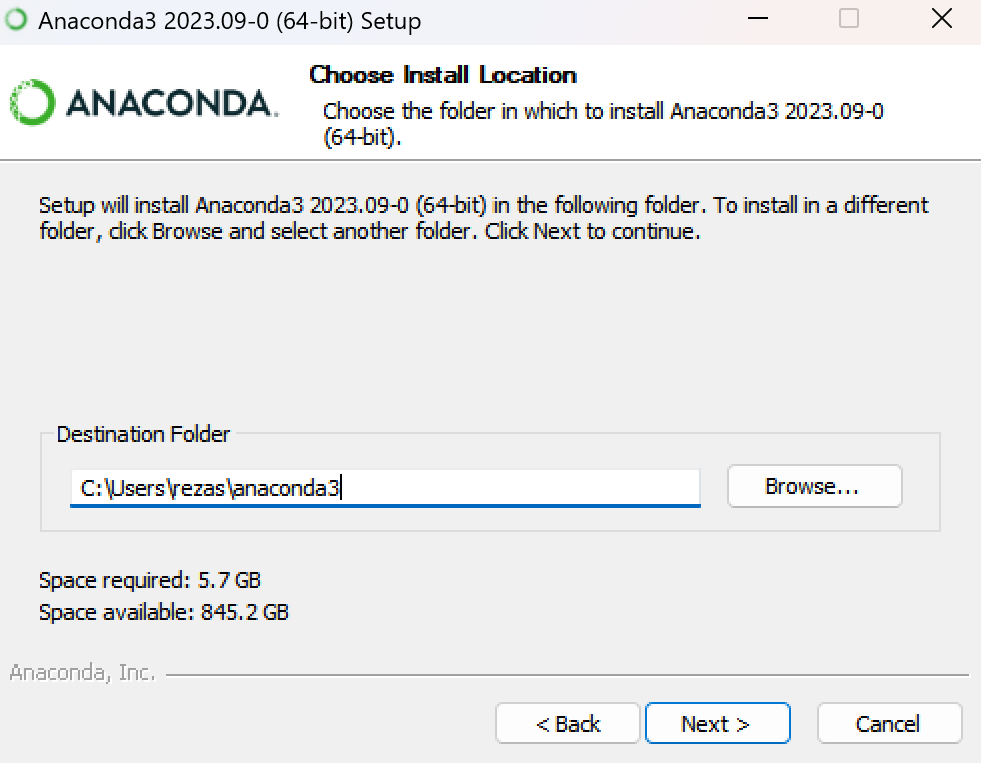 Anaconda3 2023.09-0 (64-bit) Setup
ANACONDA.
Choose Install Location
Choose the folder in which to install Anaconda3 2023.09-0
(64-bit).
Setup will install Anaconda3 2023.09-0 (64-bit) in the following folder. To install in a different
folder, click Browse and select another folder. Click Next to continue.
Destination Folder
C:\Users\rezas\anaconda3
Browse...
Space required: 5.7 GB
Space available: 845.2 GB
Anaconda, Inc.
< Back
Next >
Cancel